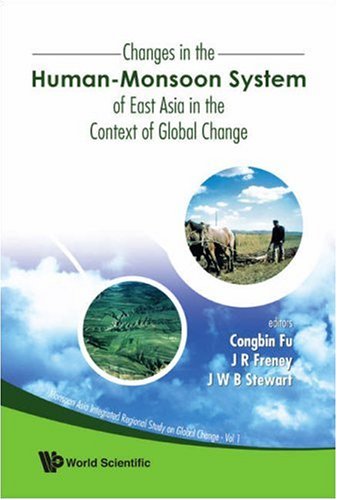 Changes in the
Human-Monsoon System
of East Asia in the
Context of Global Change
editors
Congbin Fu
J R Freney
J W B Stewart
Monsoon Asia Integrated Regional Study on Global Change - Vol 1
World Scientific